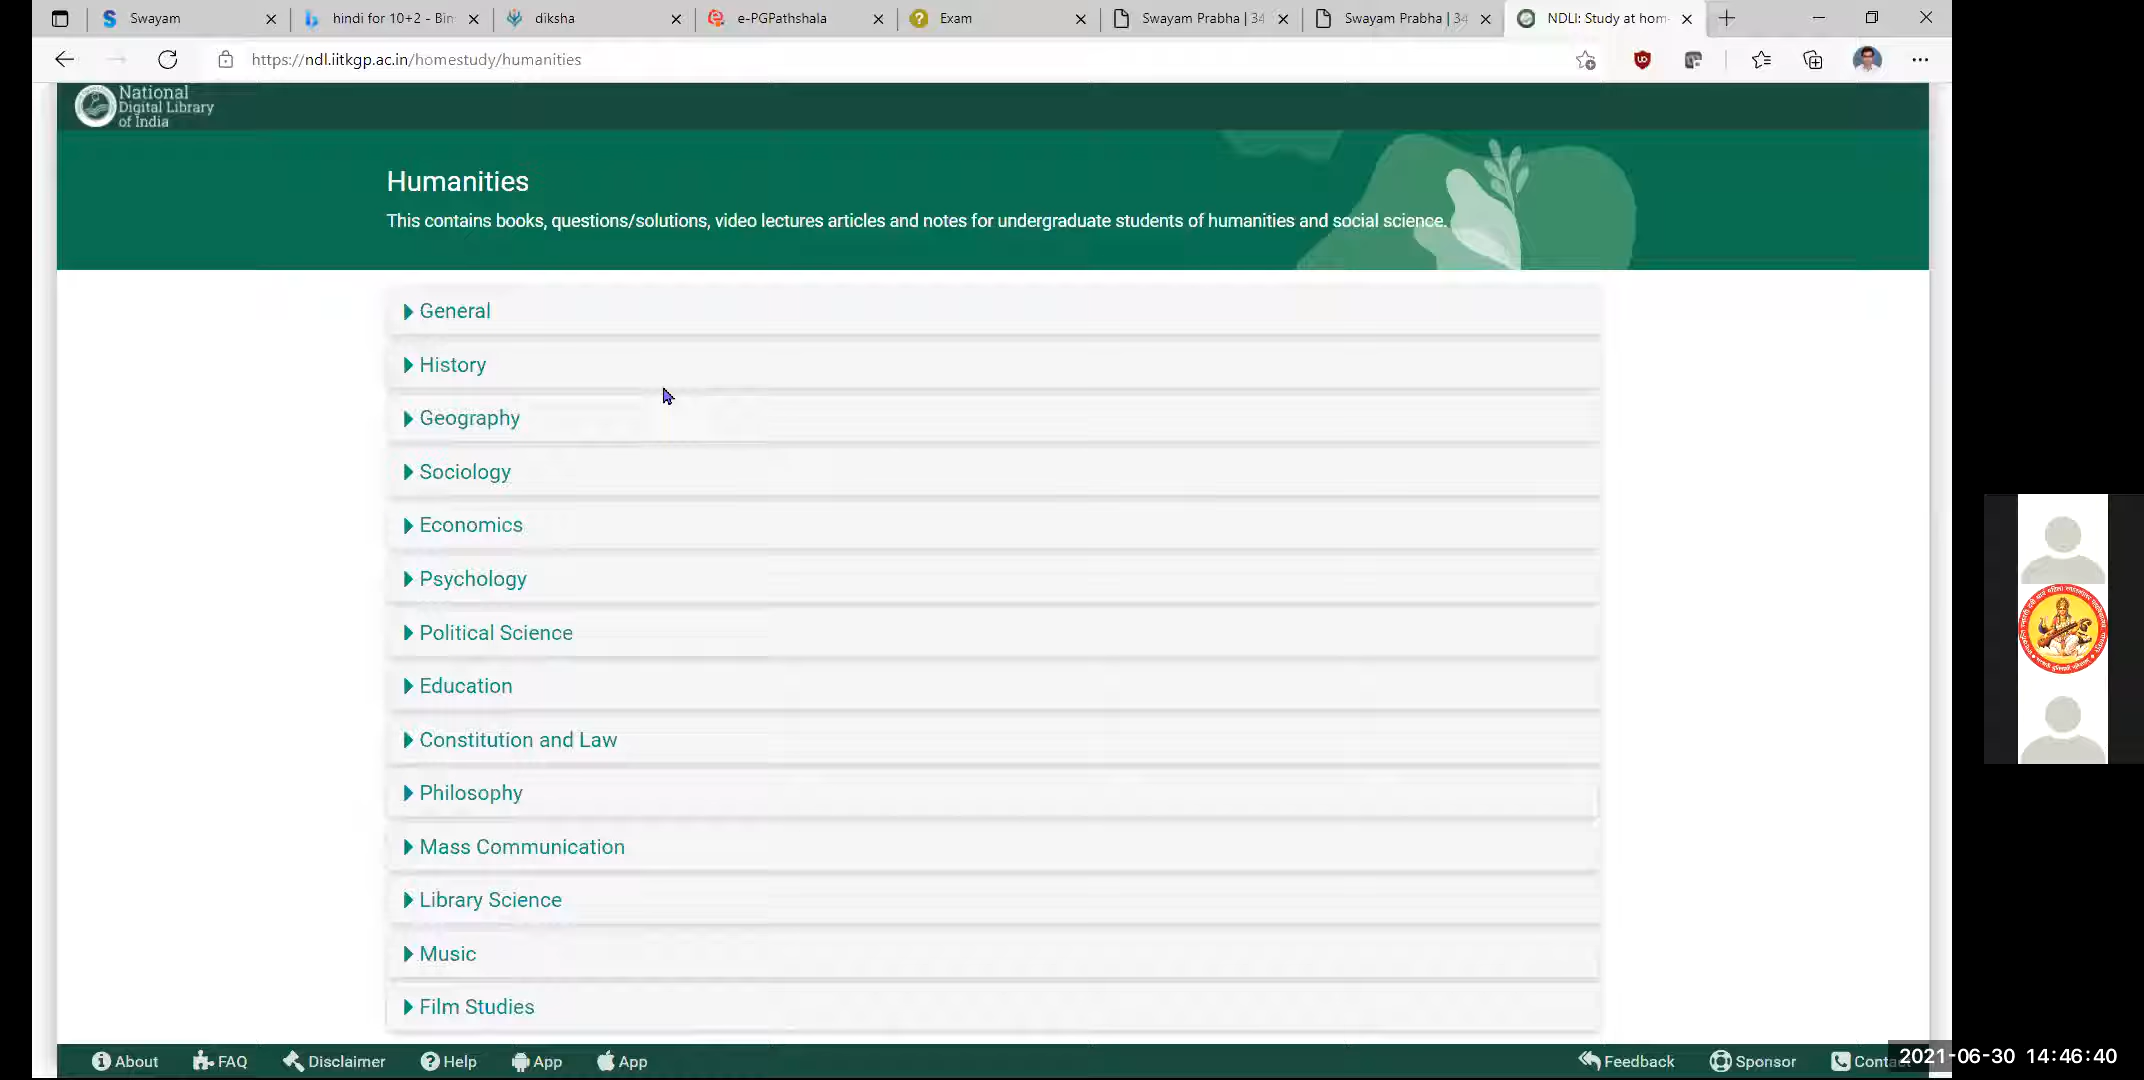 Swayam
hindi for 10+2 - Bin
diksha
e-PGPathshala
Exam
Swayam Prabha | 34
Swayam Prabha | 34
NDLI: Study at hom
https://ndl.iitkgp.ac.in/homestudy/humanities
National
Digital Library
of India
Humanities
This contains books, questions/solutions, video lectures articles and notes for undergraduate students of humanities and social science.
General
History
Geography
Sociology
Economics
Psychology
Political Science
Education
Constitution and Law
Philosophy
Mass Communication
Library Science
Music
Film Studies
About FAQ Disclaimer Help App App Feedback Sponsor
2021-06-30 14:46:40